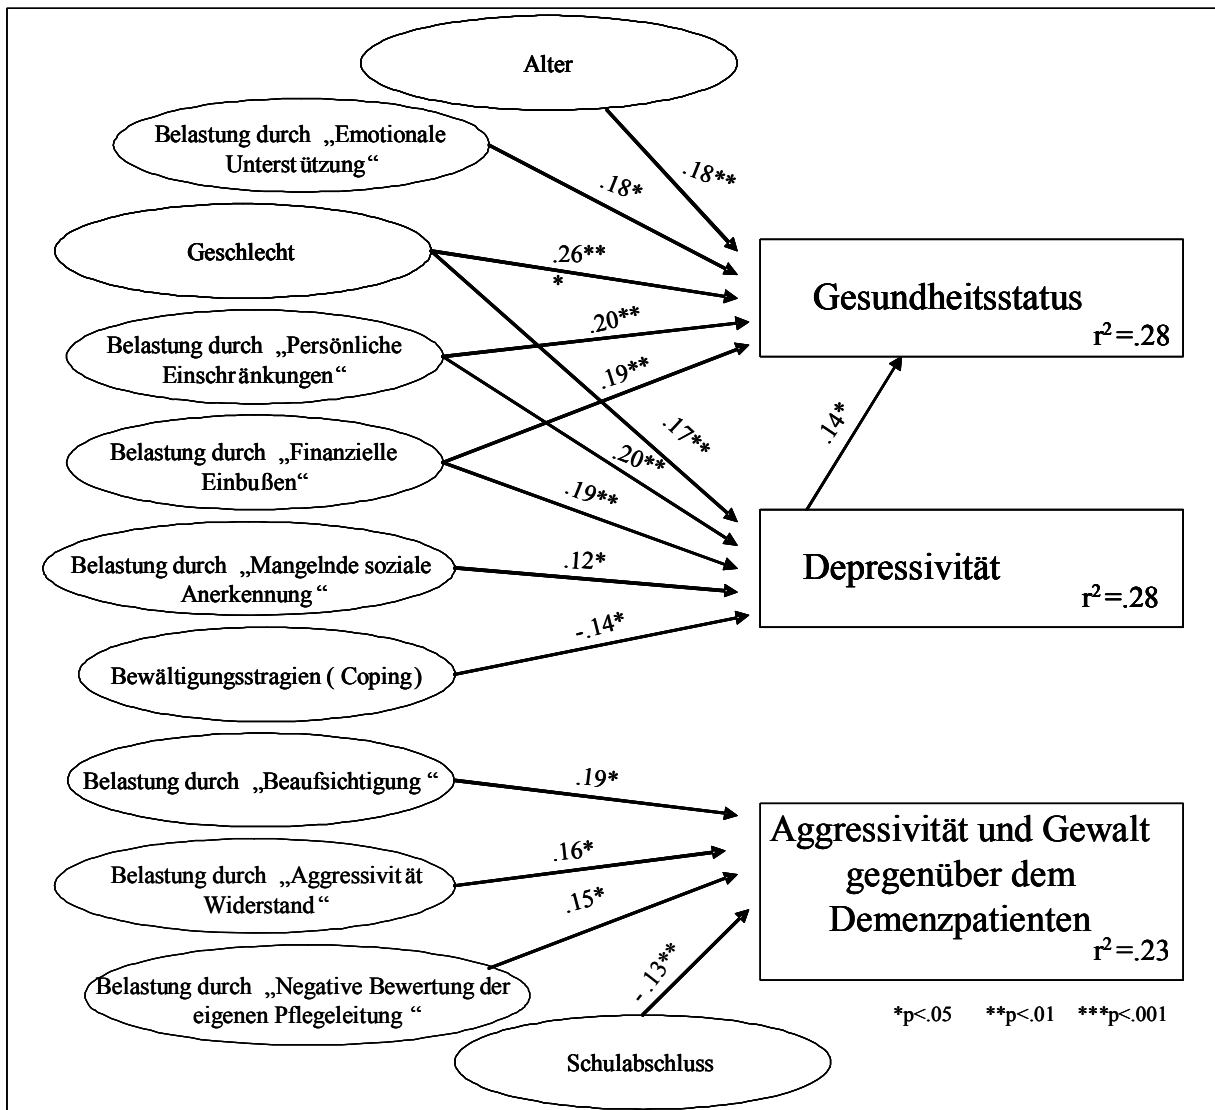 Alter
Belastung durch „Emotionale
Unterstützung“
.18*
.18**
Geschlecht
.26**
*
Gesundheitsstatus
r²=.28
Belastung durch „Persönliche
Einschränkungen“
.20**
.19**
.14*
Belastung durch „Finanzielle
Einbußen“
.17**
.20**
.19**
Belastung durch „Mangelnde soziale
Anerkennung“
.12*
Depressivität
r²=.28
Bewältigungsstragien ( Coping)
-.14*
Belastung durch „Beaufsichtigung“
.19*
Belastung durch „Aggressivität
Widerstand“
.16*
.15*
Aggressivität und Gewalt
gegenüber dem
Demenzpatienten
r²=.23
Belastung durch „Negative Bewertung der
eigenen Pflegeleitung“
-.13**
Schulabschluss
*p<.05 **p<.01 ***p<.001